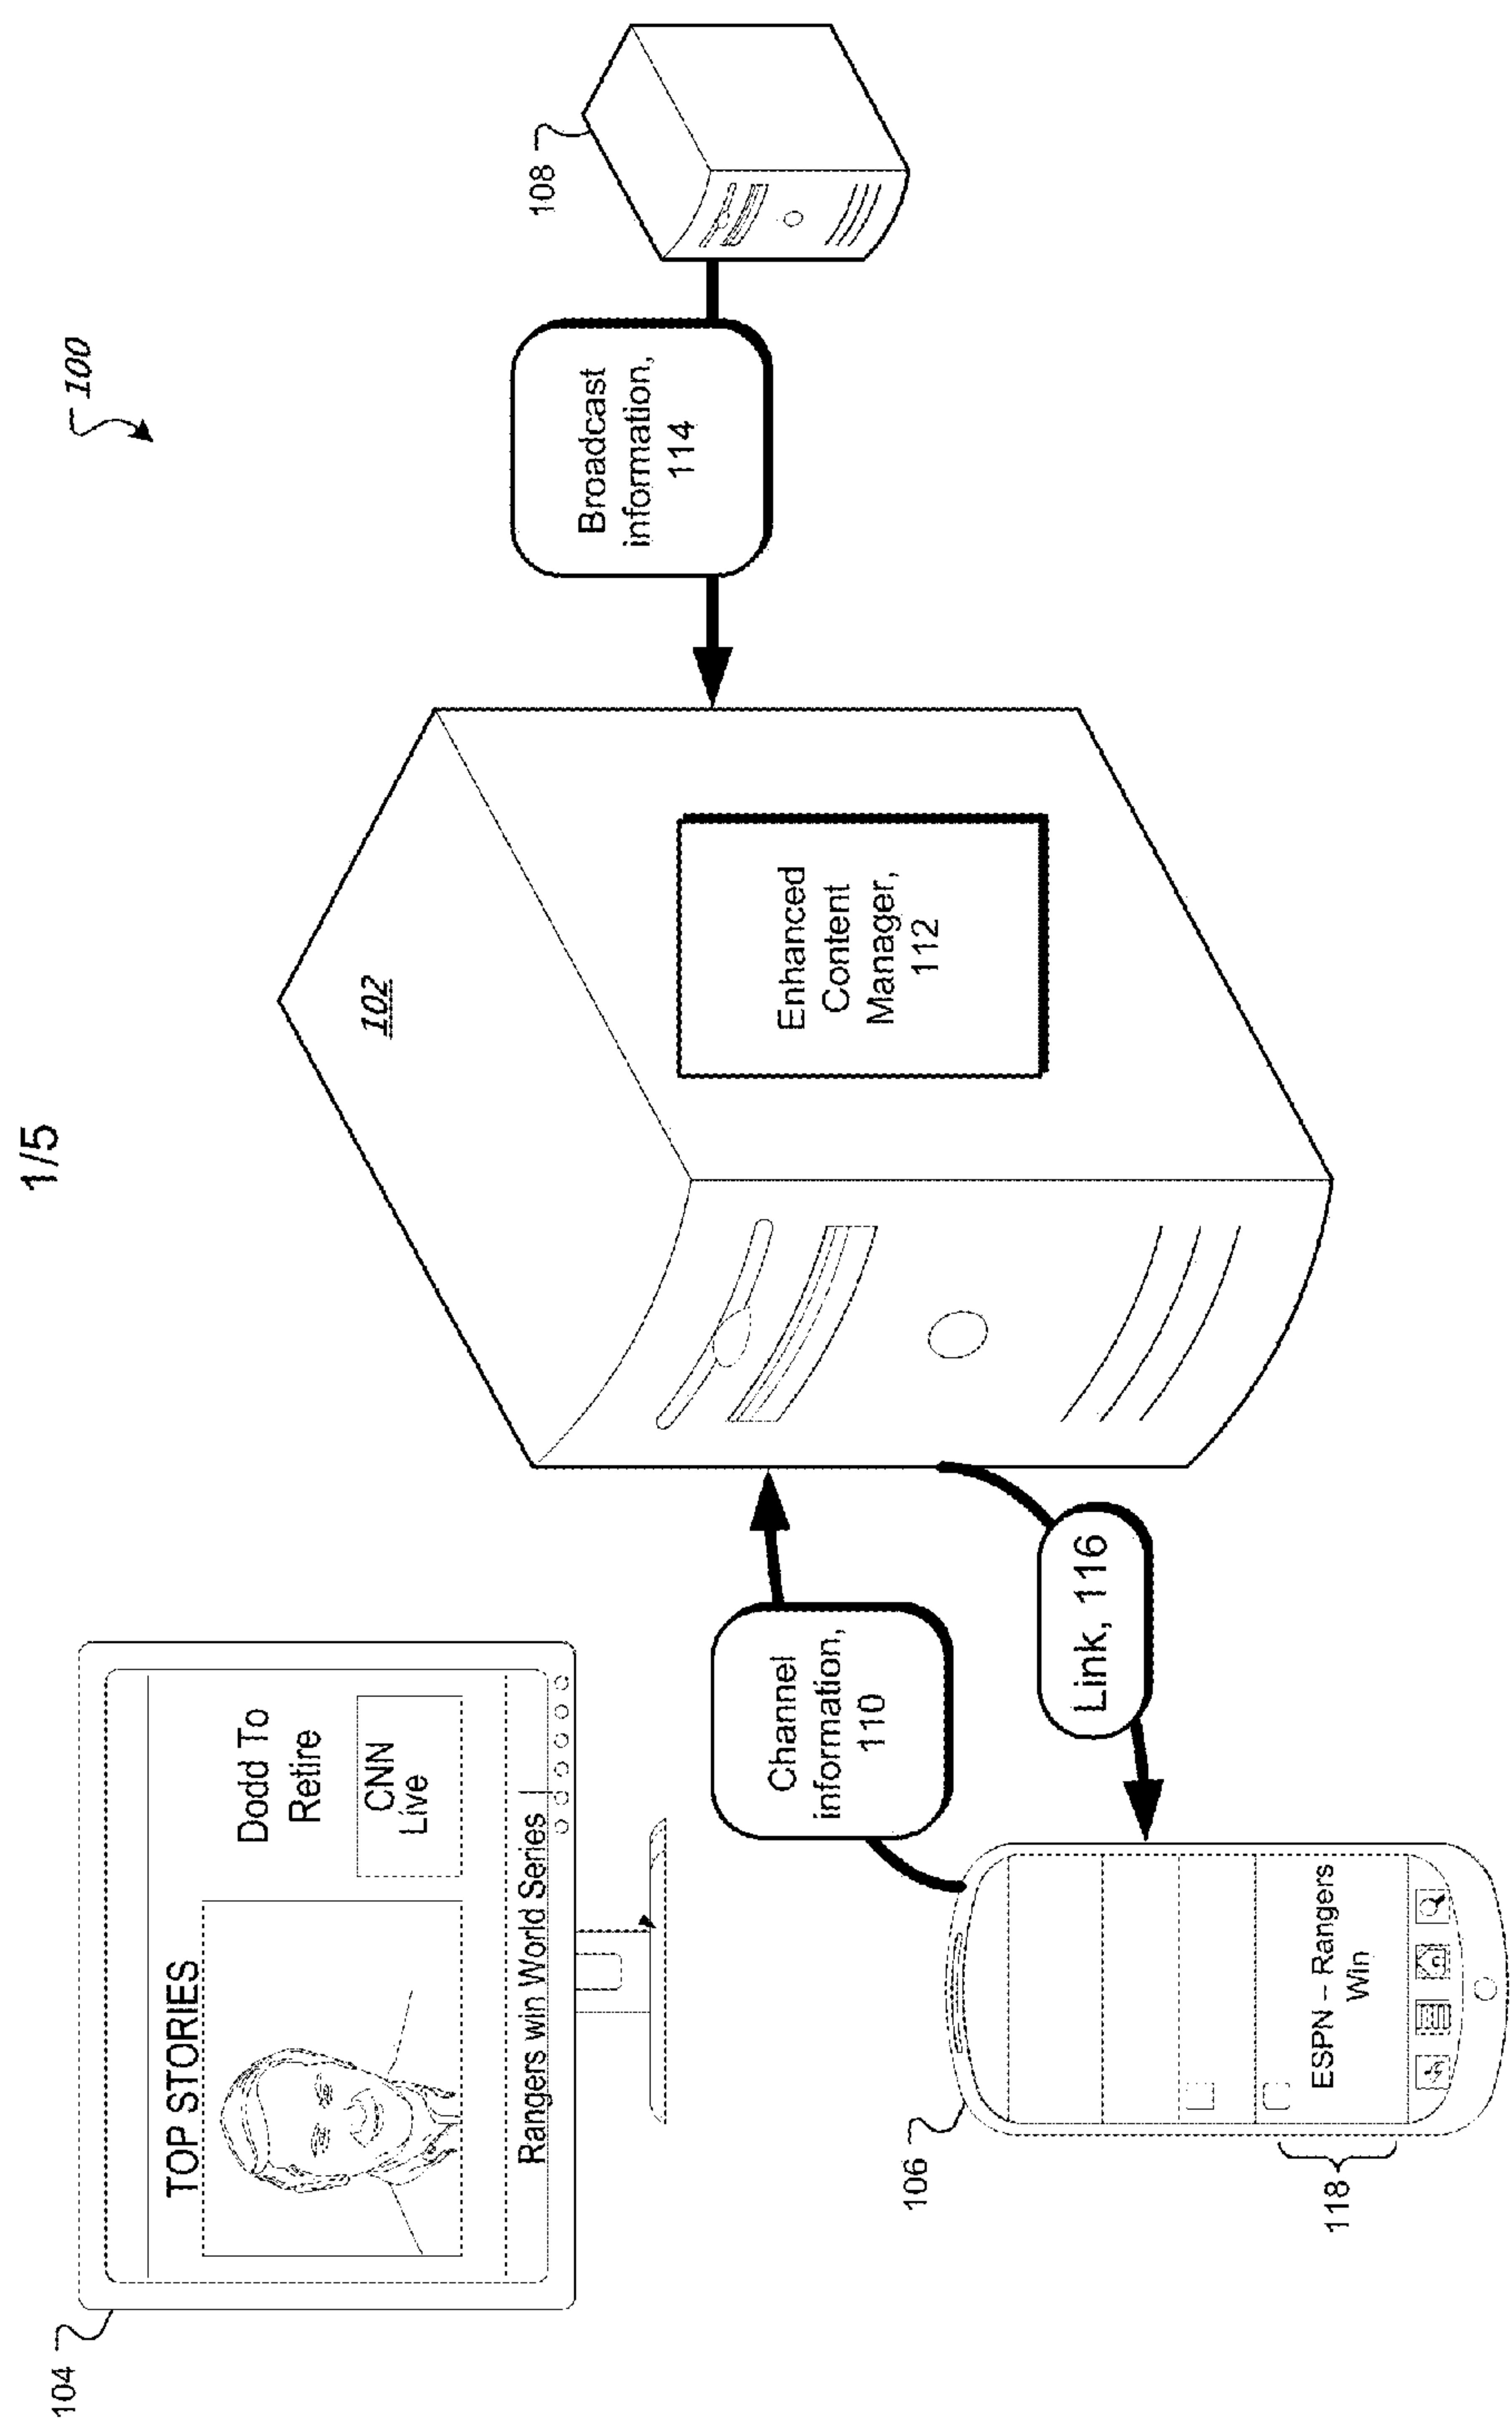 1/5
100
104
TOP STORIES
Dodd To
Retire
CNN
Live
Rangers win World Series
102
Enhanced
Content
Manager,
112
108
Broadcast
information,
114
Channel
information,
110
Link, 116
106
ESPN – Rangers
Win
118